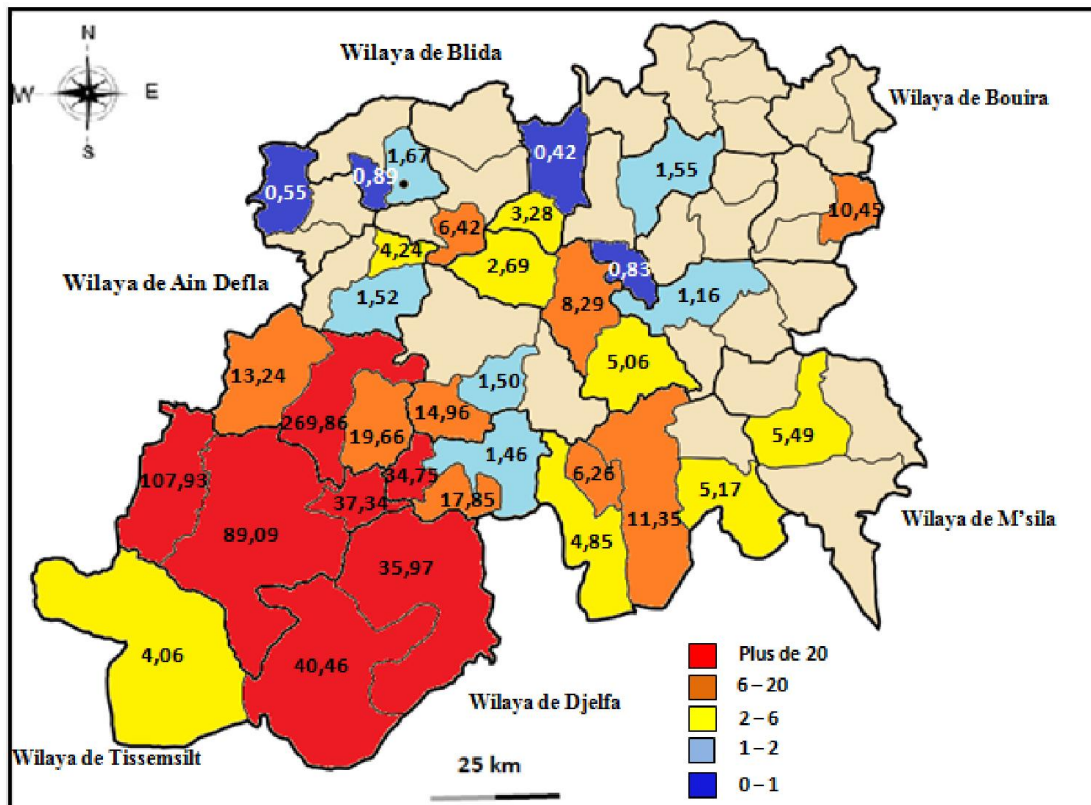 N
W E
S
Wilaya de Blida
Wilaya de Bouira
1,67
0,42
1,55
0,89
0,55
10,45
3,28
6,42
4,24
2,69
0,83
Wilaya de Ain Defla
1,52
8,29
1,16
5,06
13,24
1,50
14,96
269,86
19,66
5,49
1,46
34,75
6,26
107,93
37,34
17,85
5,17
11,35
Wilaya de M'sila
89,09
4,85
35,97
4,06
40,46
Plus de 20
6 – 20
Wilaya de Djelfa
2 – 6
Wilaya de Tissemsilt
1 – 2
25 km
0 – 1